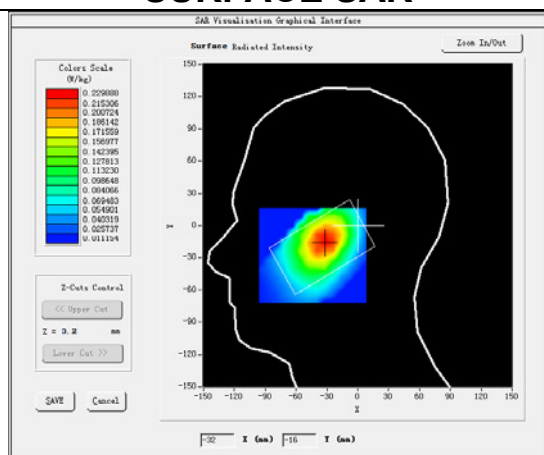 SURFACE SAR
SAR Visualisation Graphical Interface
Surface Radiated Intensity
Zoom In/Out
Colors Scale
(W/kg)
0.229888
0.215306
0.200724
0.186142
0.171559
0.156977
0.142395
0.127813
0.113230
0.098648
0.084066
0.069483
0.054901
0.040319
0.025737
0.011154
150
120
90
60
30
Y
0
-30
-60
-90
-120
-150
-150 -120 -90 -60 -30 0 30 60 90 120 150
X
Z-Cuts Control
<< Upper Cut
Z = 0.2 mm
Lower Cut >>
SAVE Cancel
-32 X (mm) -16 Y (mm)